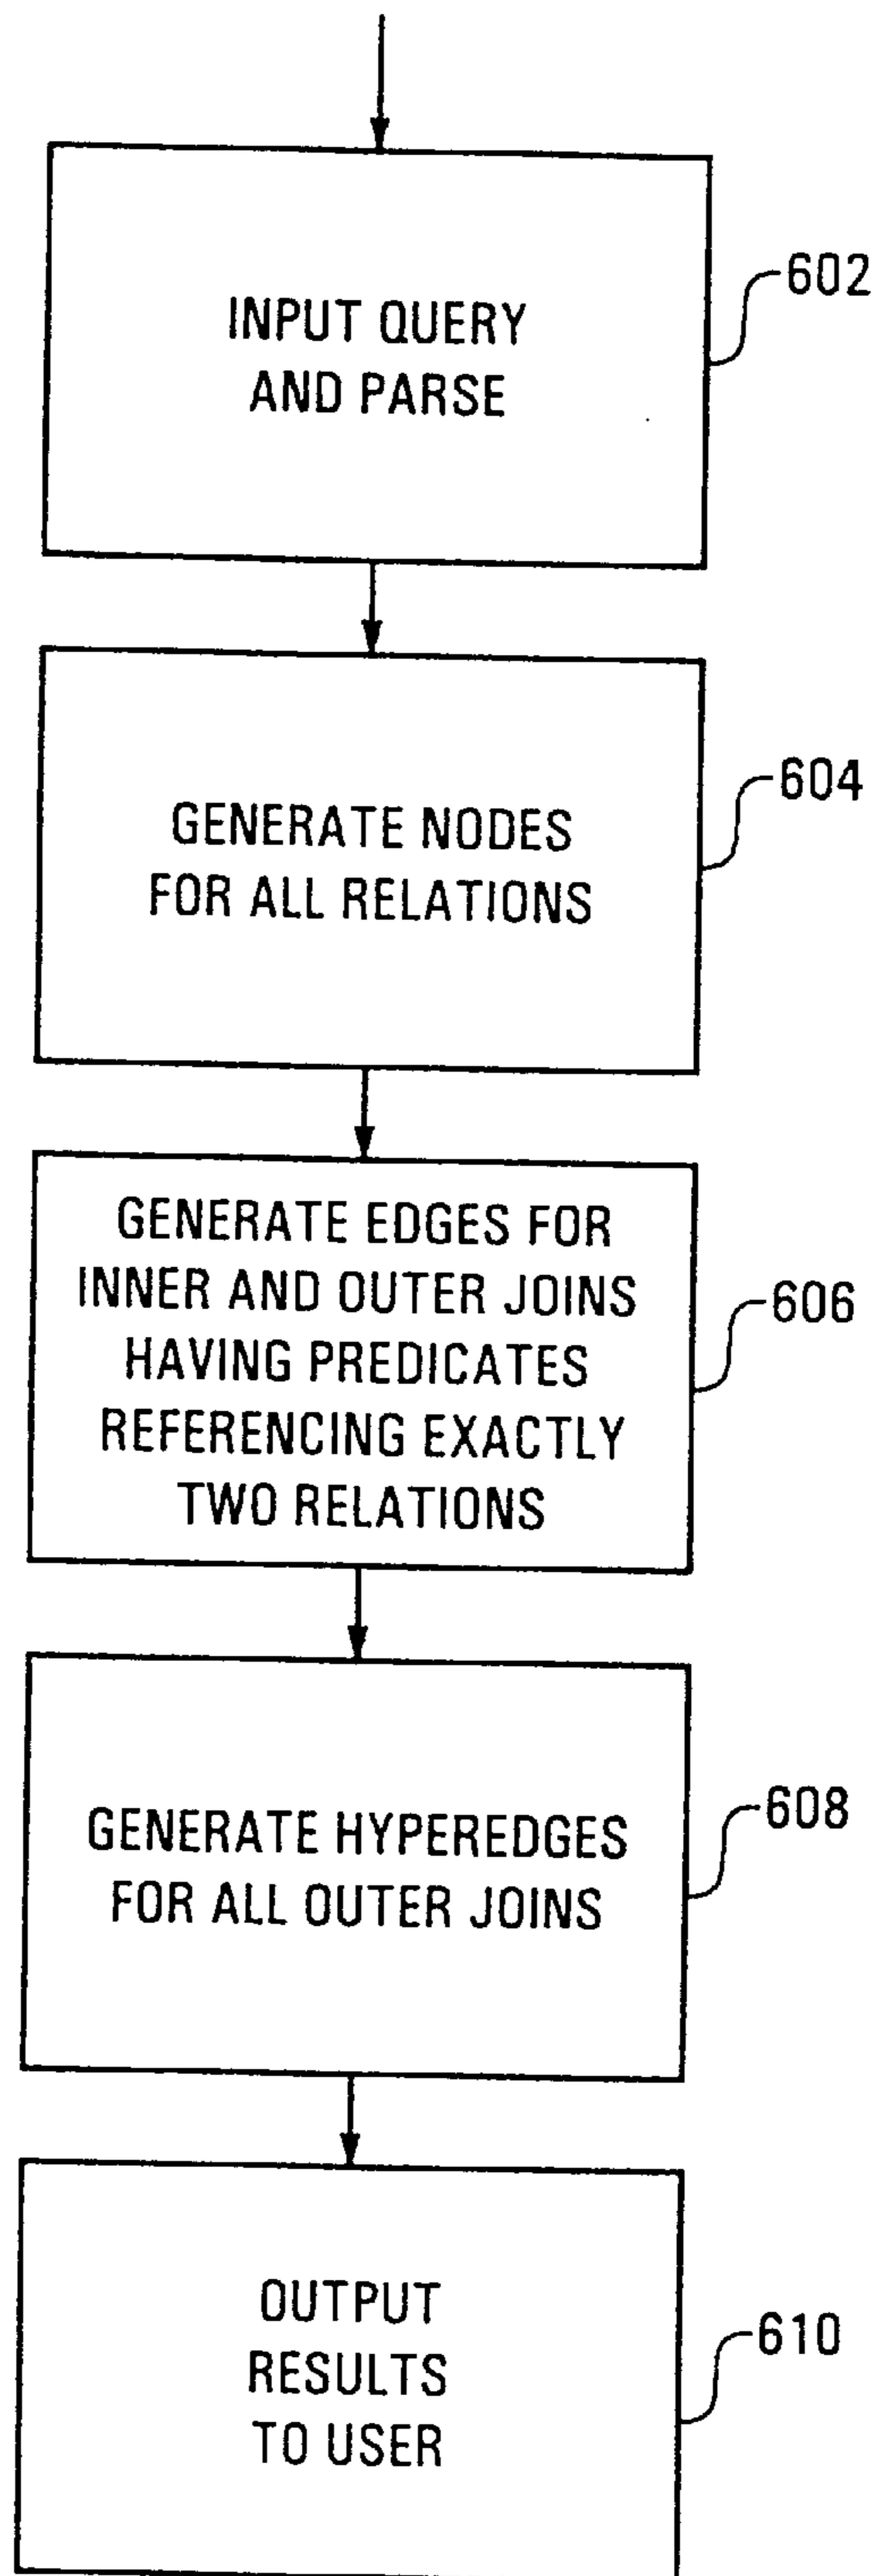 INPUT QUERY
AND PARSE
602
GENERATE NODES
FOR ALL RELATIONS
604
GENERATE EDGES FOR
INNER AND OUTER JOINS
HAVING PREDICATES
REFERENCING EXACTLY
TWO RELATIONS
606
GENERATE HYPEREDGES
FOR ALL OUTER JOINS
608
OUTPUT
RESULTS
TO USER
610